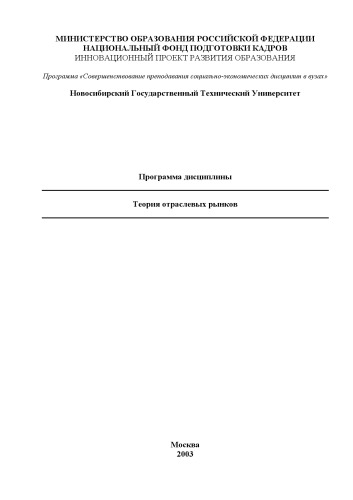 МИНИСТЕРСТВО ОБРАЗОВАНИЯ РОССИЙСКОЙ ФЕДЕРАЦИИ
НАЦИОНАЛЬНЫЙ ФОНД ПОДГОТОВКИ КАДРОВ
ИННОВАЦИОННЫЙ ПРОЕКТ РАЗВИТИЯ ОБРАЗОВАНИЯ
Программа «Совершенствование преподавания социально-экономических дисциплин в вузах»
Новосибирский Государственный Технический Университет
Программа дисциплины
Теория отраслевых рынков
Москва
2003